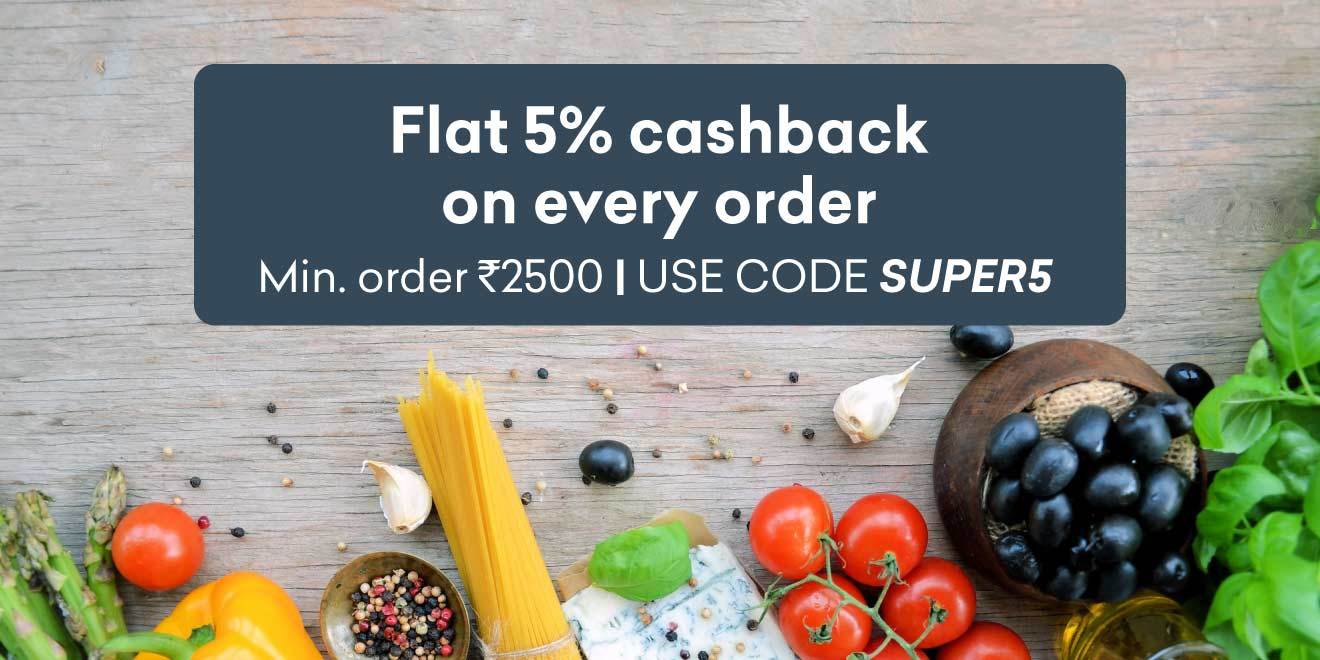 Flat 5% cashback
on every order
Min. order ₹2500 | USE CODE SUPER5